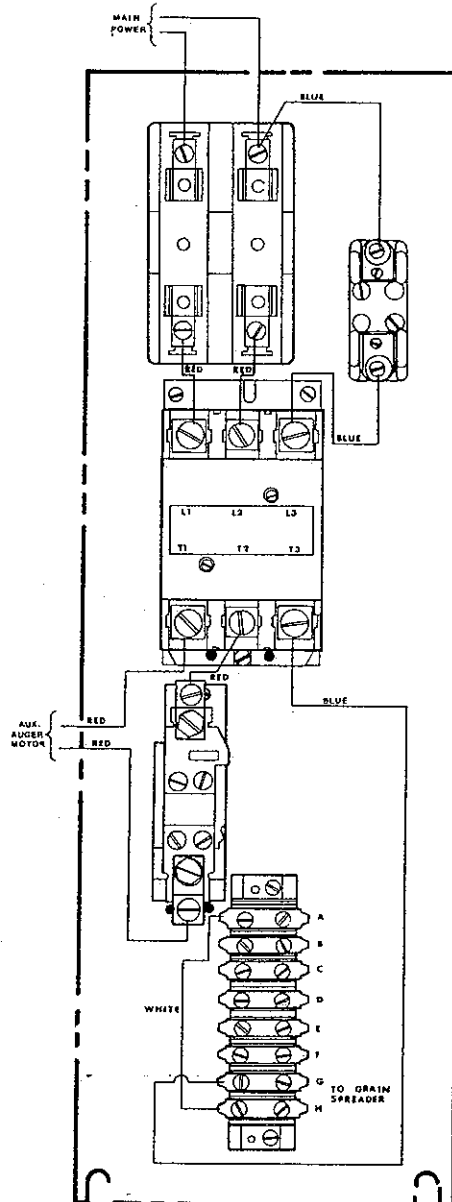 MAIN
POWER
BLUE
RED
RED
BLUE
L1 L2 L3
T1 T2 T3
RED
BLUE
AUX.
AUGER
MOTOR
RED
RED
A
B
C
D
E
F
WHITE
G
TO GRAIN
SPREADER
H